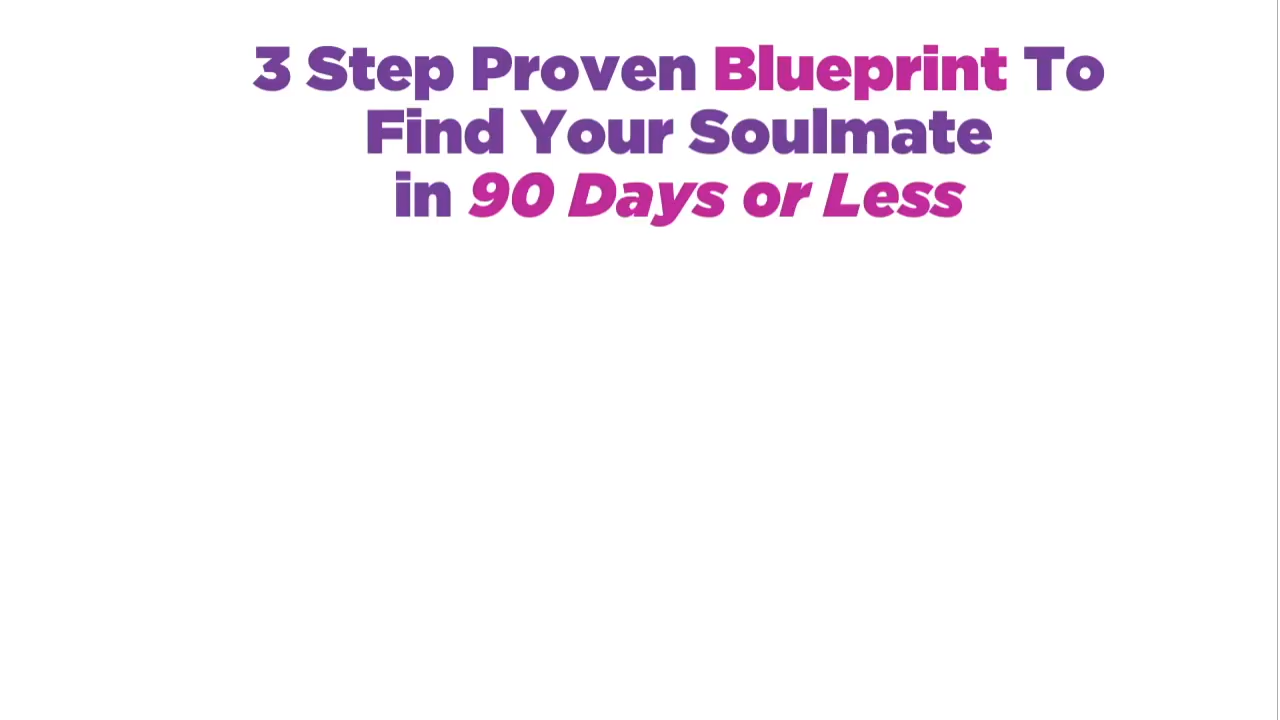 3 Step Proven Blueprint To
Find Your Soulmate
in 90 Days or Less